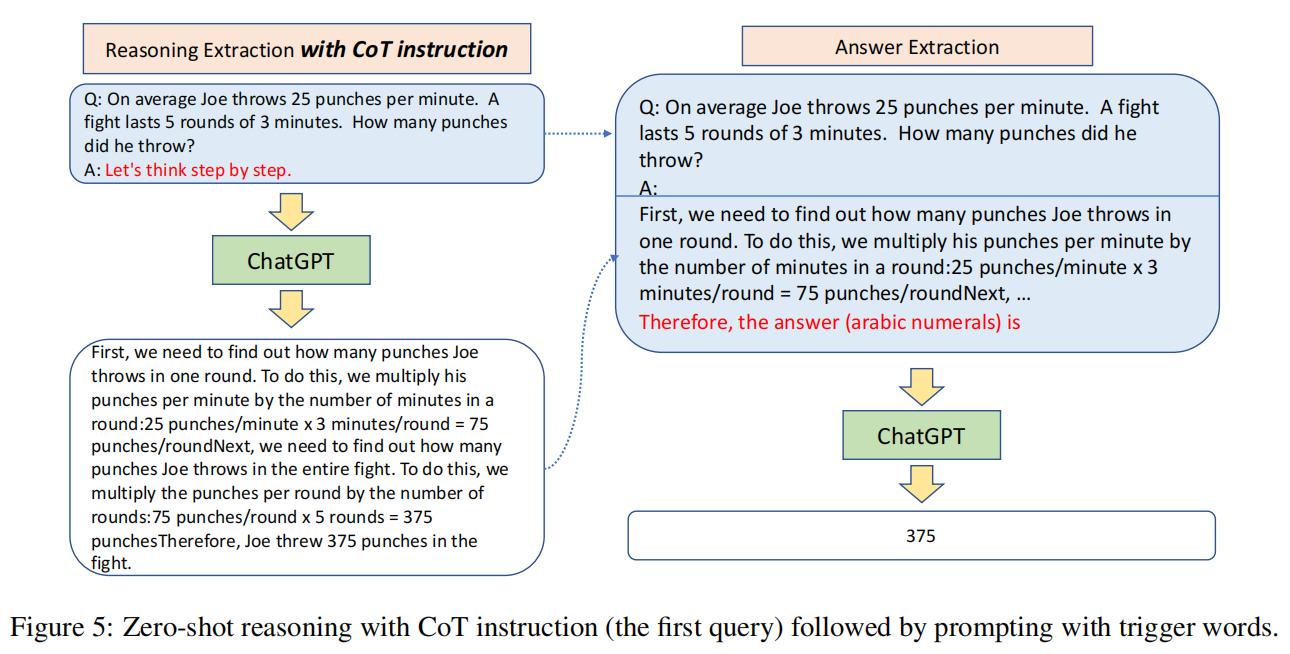 Reasoning Extraction with CoT instruction
Q: On average Joe throws 25 punches per minute.  A
fight lasts 5 rounds of 3 minutes.  How many punches
did he throw?
A: Let's think step by step.
ChatGPT
First, we need to find out how many punches Joe
throws in one round. To do this, we multiply his
punches per minute by the number of minutes in a
round:25 punches/minute x 3 minutes/round = 75
punches/roundNext, we need to find out how many
punches Joe throws in the entire fight. To do this, we
multiply the punches per round by the number of
rounds:75 punches/round x 5 rounds = 375
punchesTherefore, Joe threw 375 punches in the
fight.
Answer Extraction
Q: On average Joe throws 25 punches per minute.  A fight
lasts 5 rounds of 3 minutes.  How many punches did he
throw?
A:
First, we need to find out how many punches Joe throws in
one round. To do this, we multiply his punches per minute by
the number of minutes in a round:25 punches/minute x 3
minutes/round = 75 punches/roundNext, ...
Therefore, the answer (arabic numerals) is
ChatGPT
375
Figure 5: Zero-shot reasoning with CoT instruction (the first query) followed by prompting with trigger words.